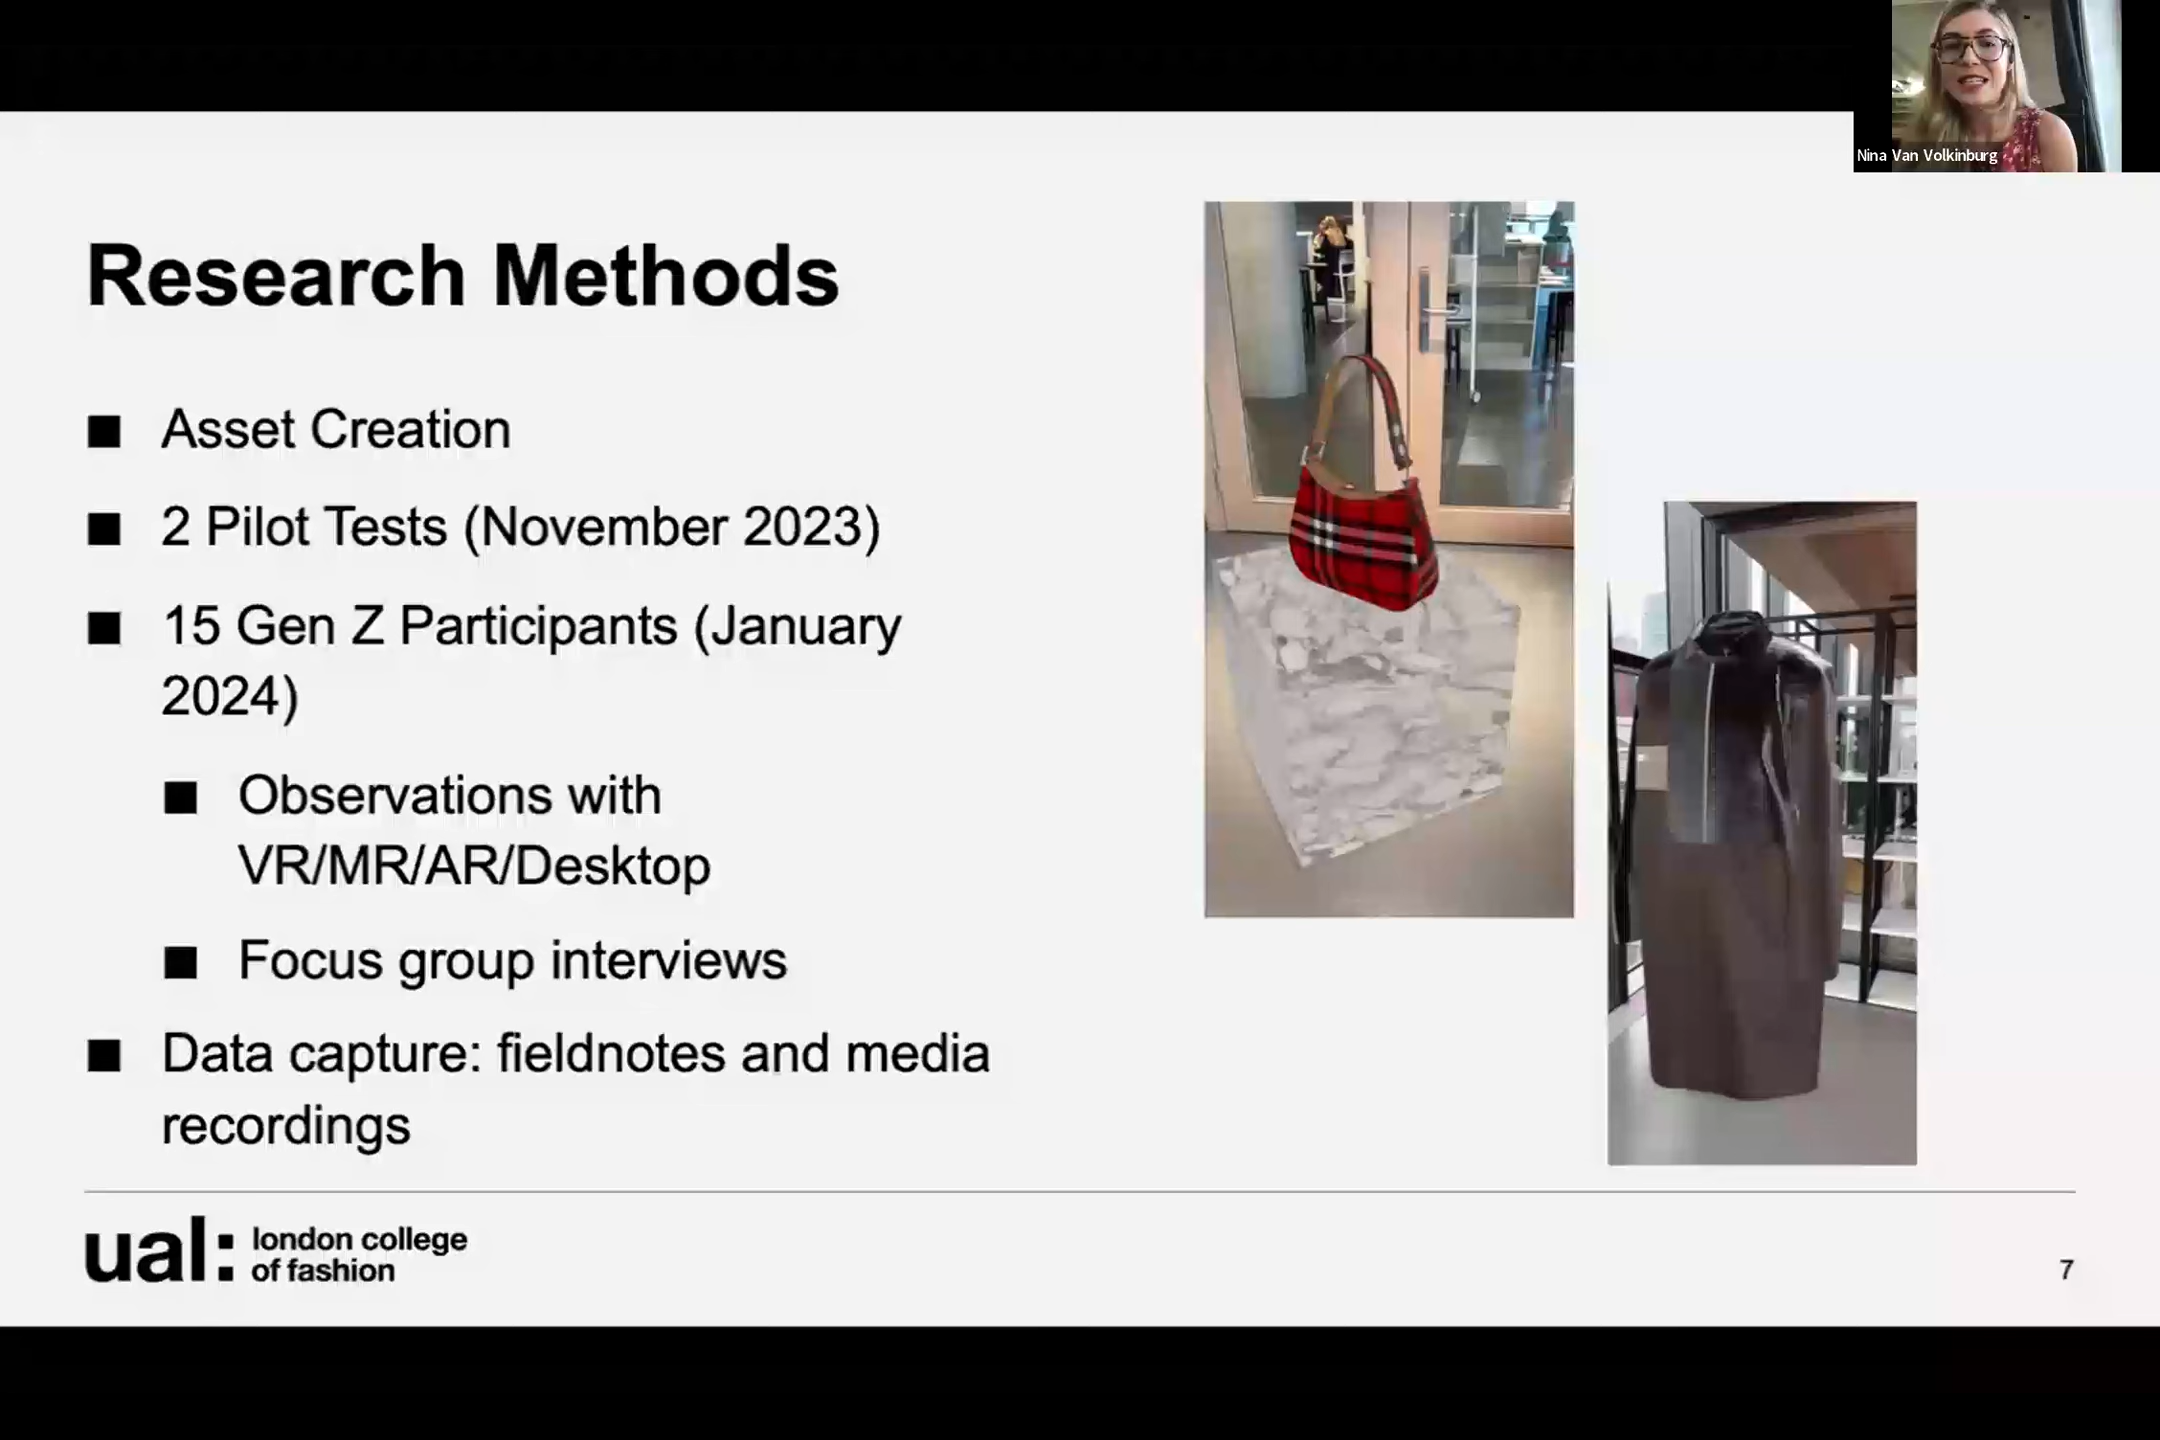 Nina Van Volkinburg
Research Methods
Asset Creation
2 Pilot Tests (November 2023)
15 Gen Z Participants (January
2024)
Observations with
VR/MR/AR/Desktop
Focus group interviews
Data capture: fieldnotes and media
recordings
ual: london college
of fashion
7